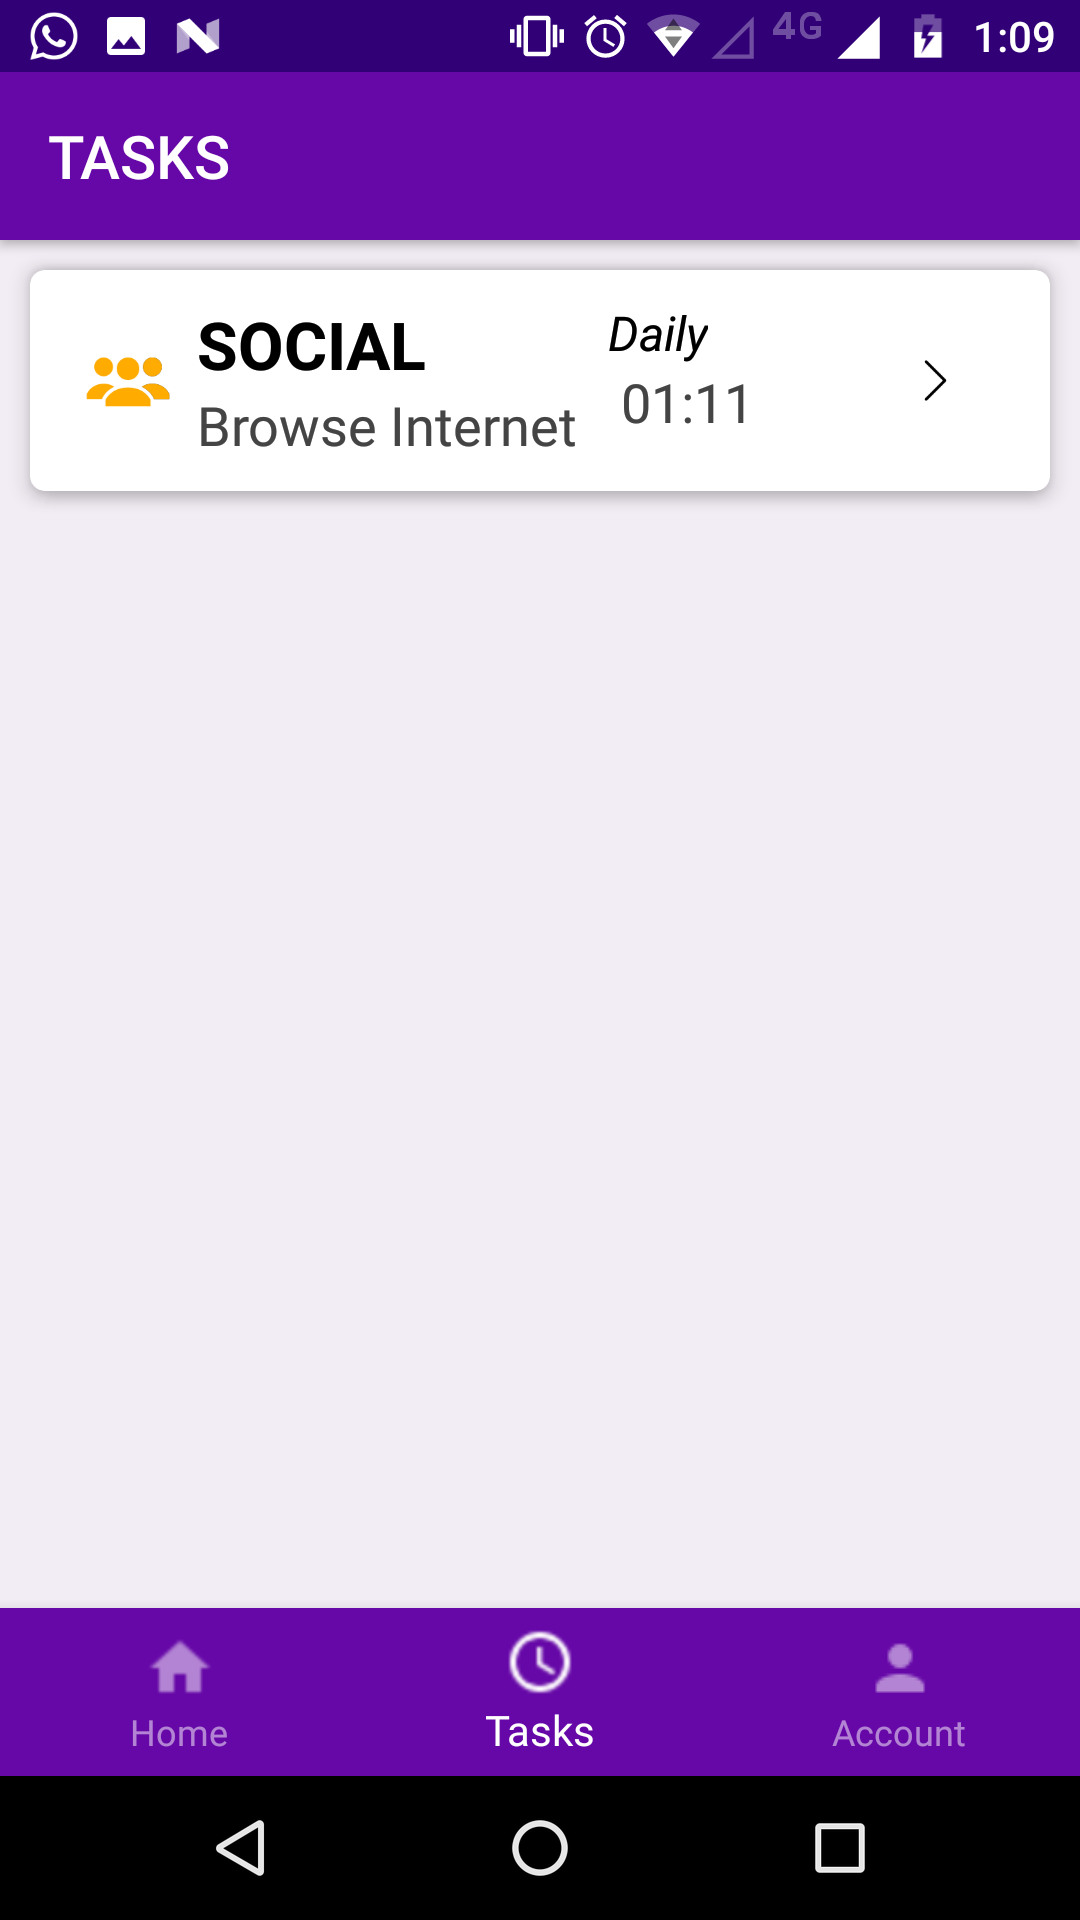 4G 1:09
TASKS
SOCIAL
Daily
Browse Internet
01:11
Home
Tasks
Account